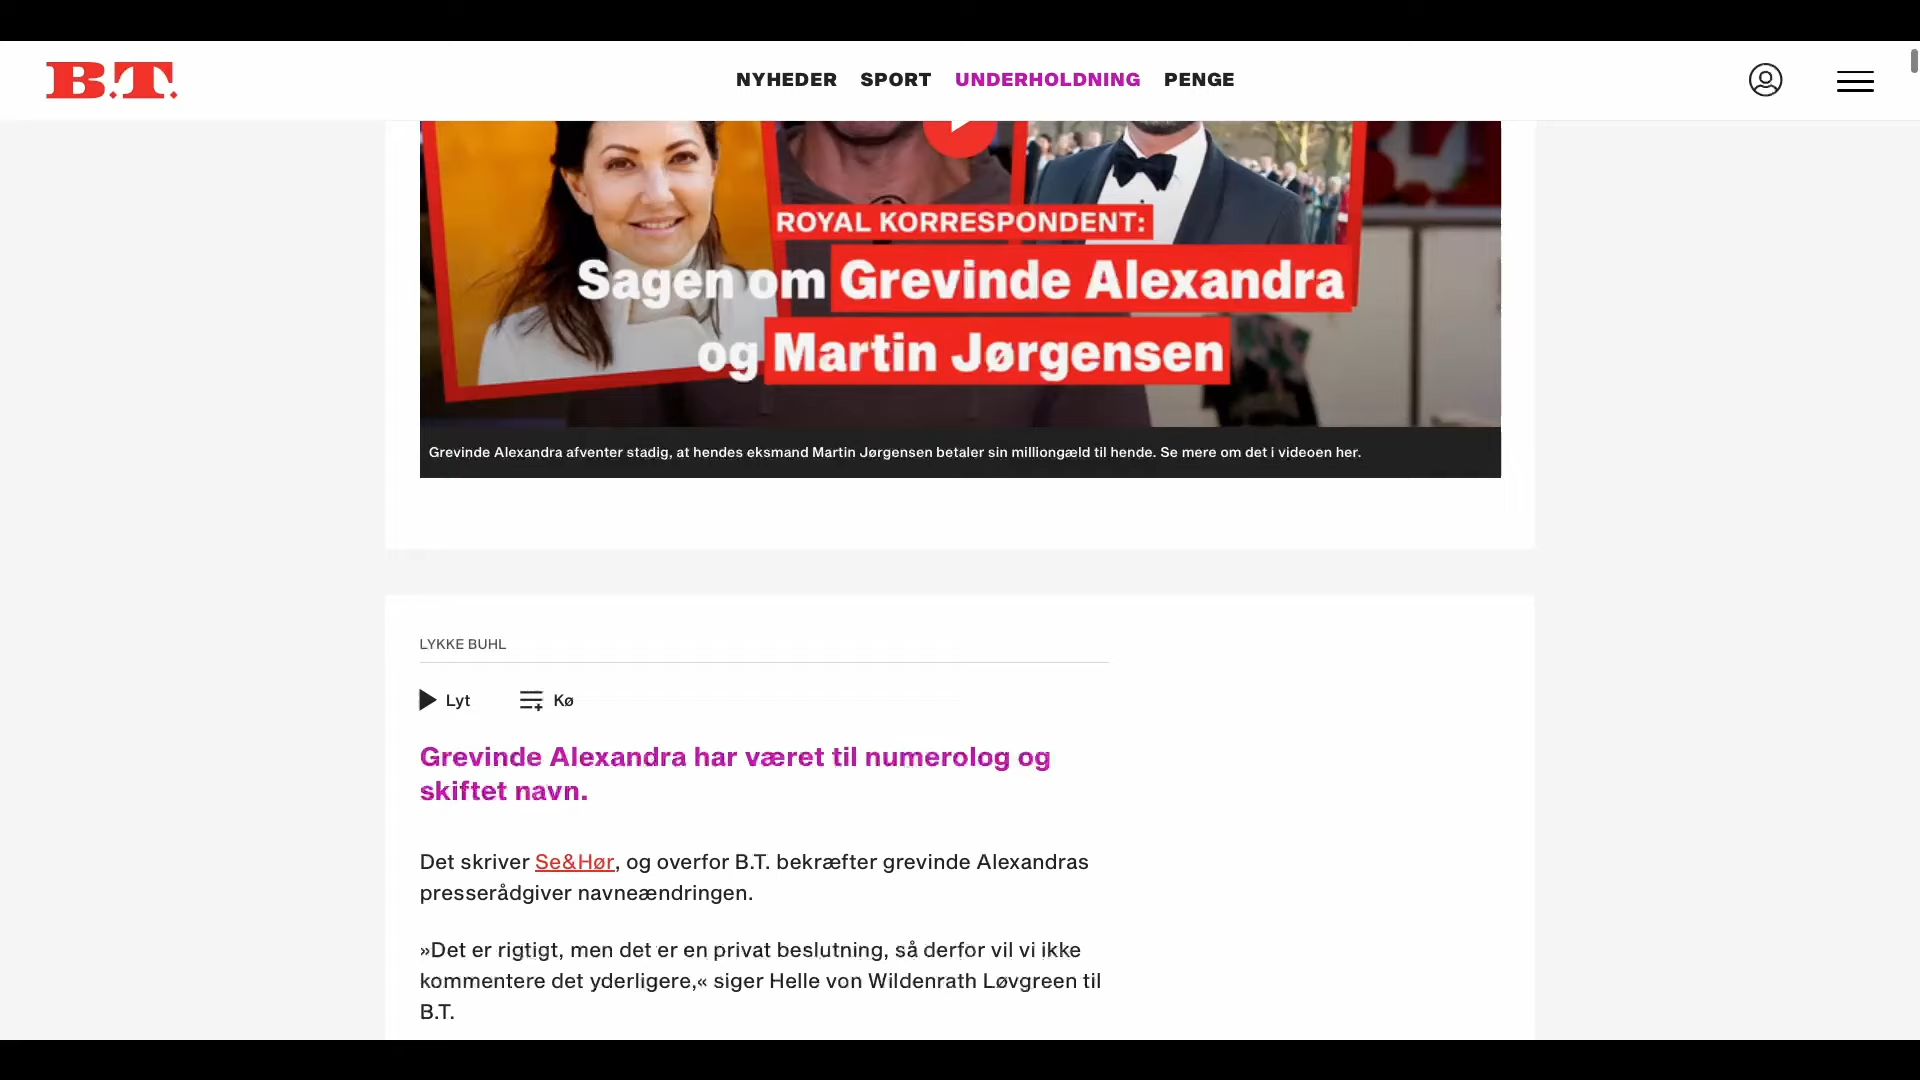 B.T.
NYHEDER SPORT UNDERHOLDNING PENGE
ROYAL KORRESPONDENT:
Sagen om Grevinde Alexandra
og Martin Jørgensen
Grevinde Alexandra afventer stadig, at hendes eksmand Martin Jørgensen betaler sin milliongæld til hende. Se mere om det i videoen her.
LYKKE BUHL
Lyt Kø
Grevinde Alexandra har været til numerolog og
skiftet navn.
Det skriver Se&Hør, og overfor B.T. bekræfter grevinde Alexandras
presserådgiver navneændringen.
»Det er rigtigt, men det er en privat beslutning, så derfor vil vi ikke
kommentere det yderligere,« siger Helle von Wildenrath Løvgreen til
B.T.